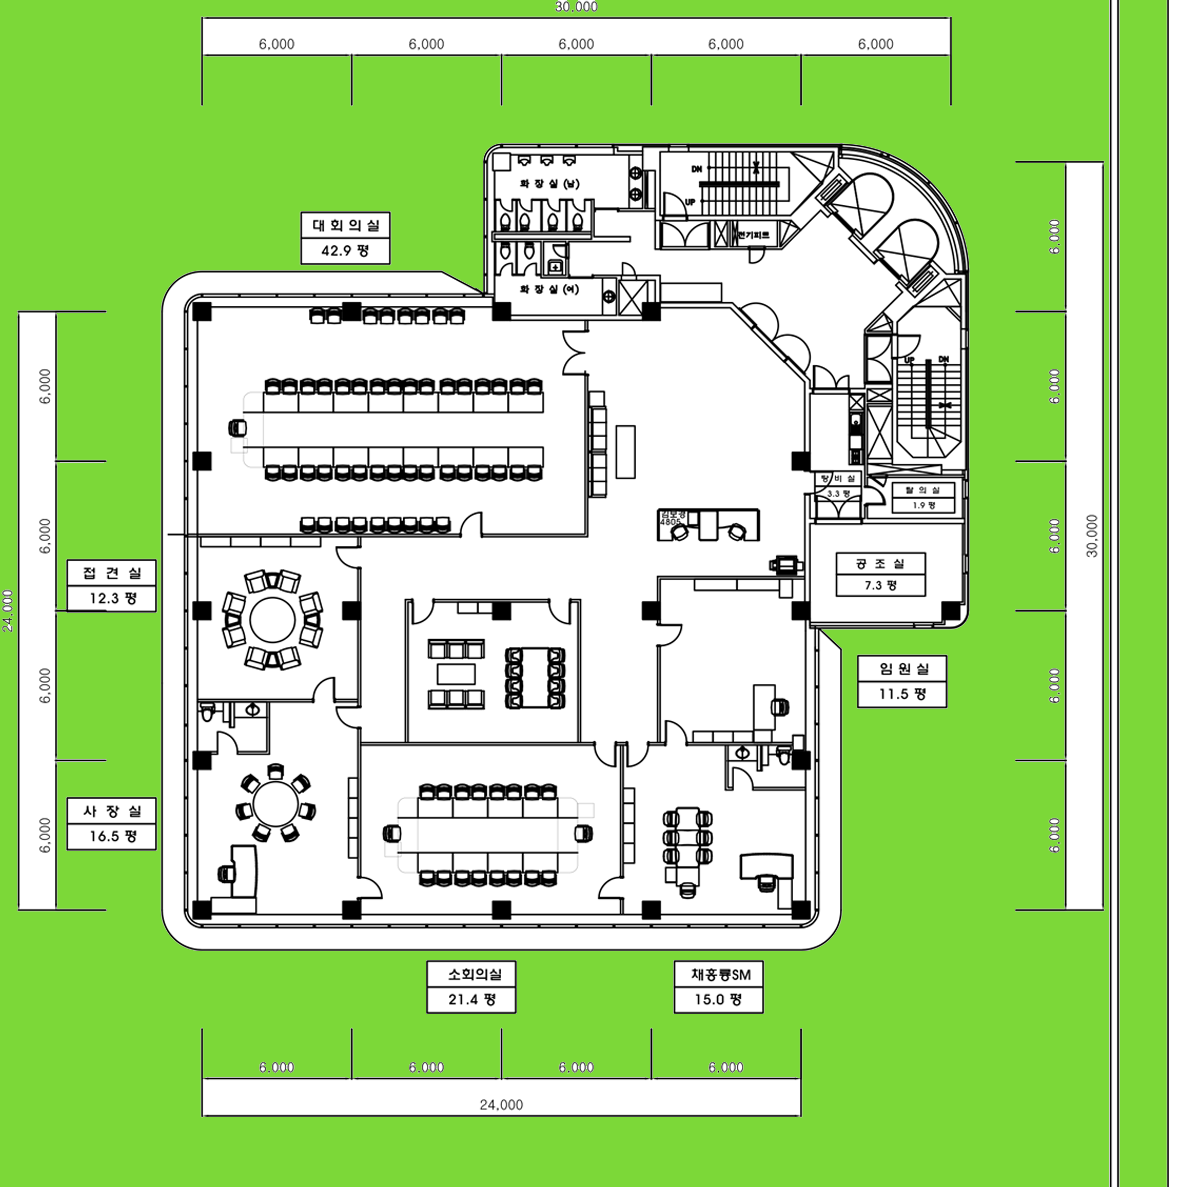 30,000
6,000
6,000
6,000
6,000
6,000
DN
화 장 실 (남)
UP
대 회 의 실
42.9 평
전기피트
6,000
화 장 실 (여)
UP
DN
6,000
6,000
탕 비 실
3.3 평
탈 의 실
1.9 평
김보경
4805
6,000
6,000
30,000
공 조 실
7.3 평
접 견 실
12.3 평
24,000
임 원 실
11.5 평
6,000
6,000
사 장 실
16.5 평
6,000
6,000
소회의실
21.4 평
채홍룡SM
15.0 평
6,000
6,000
6,000
6,000
24,000